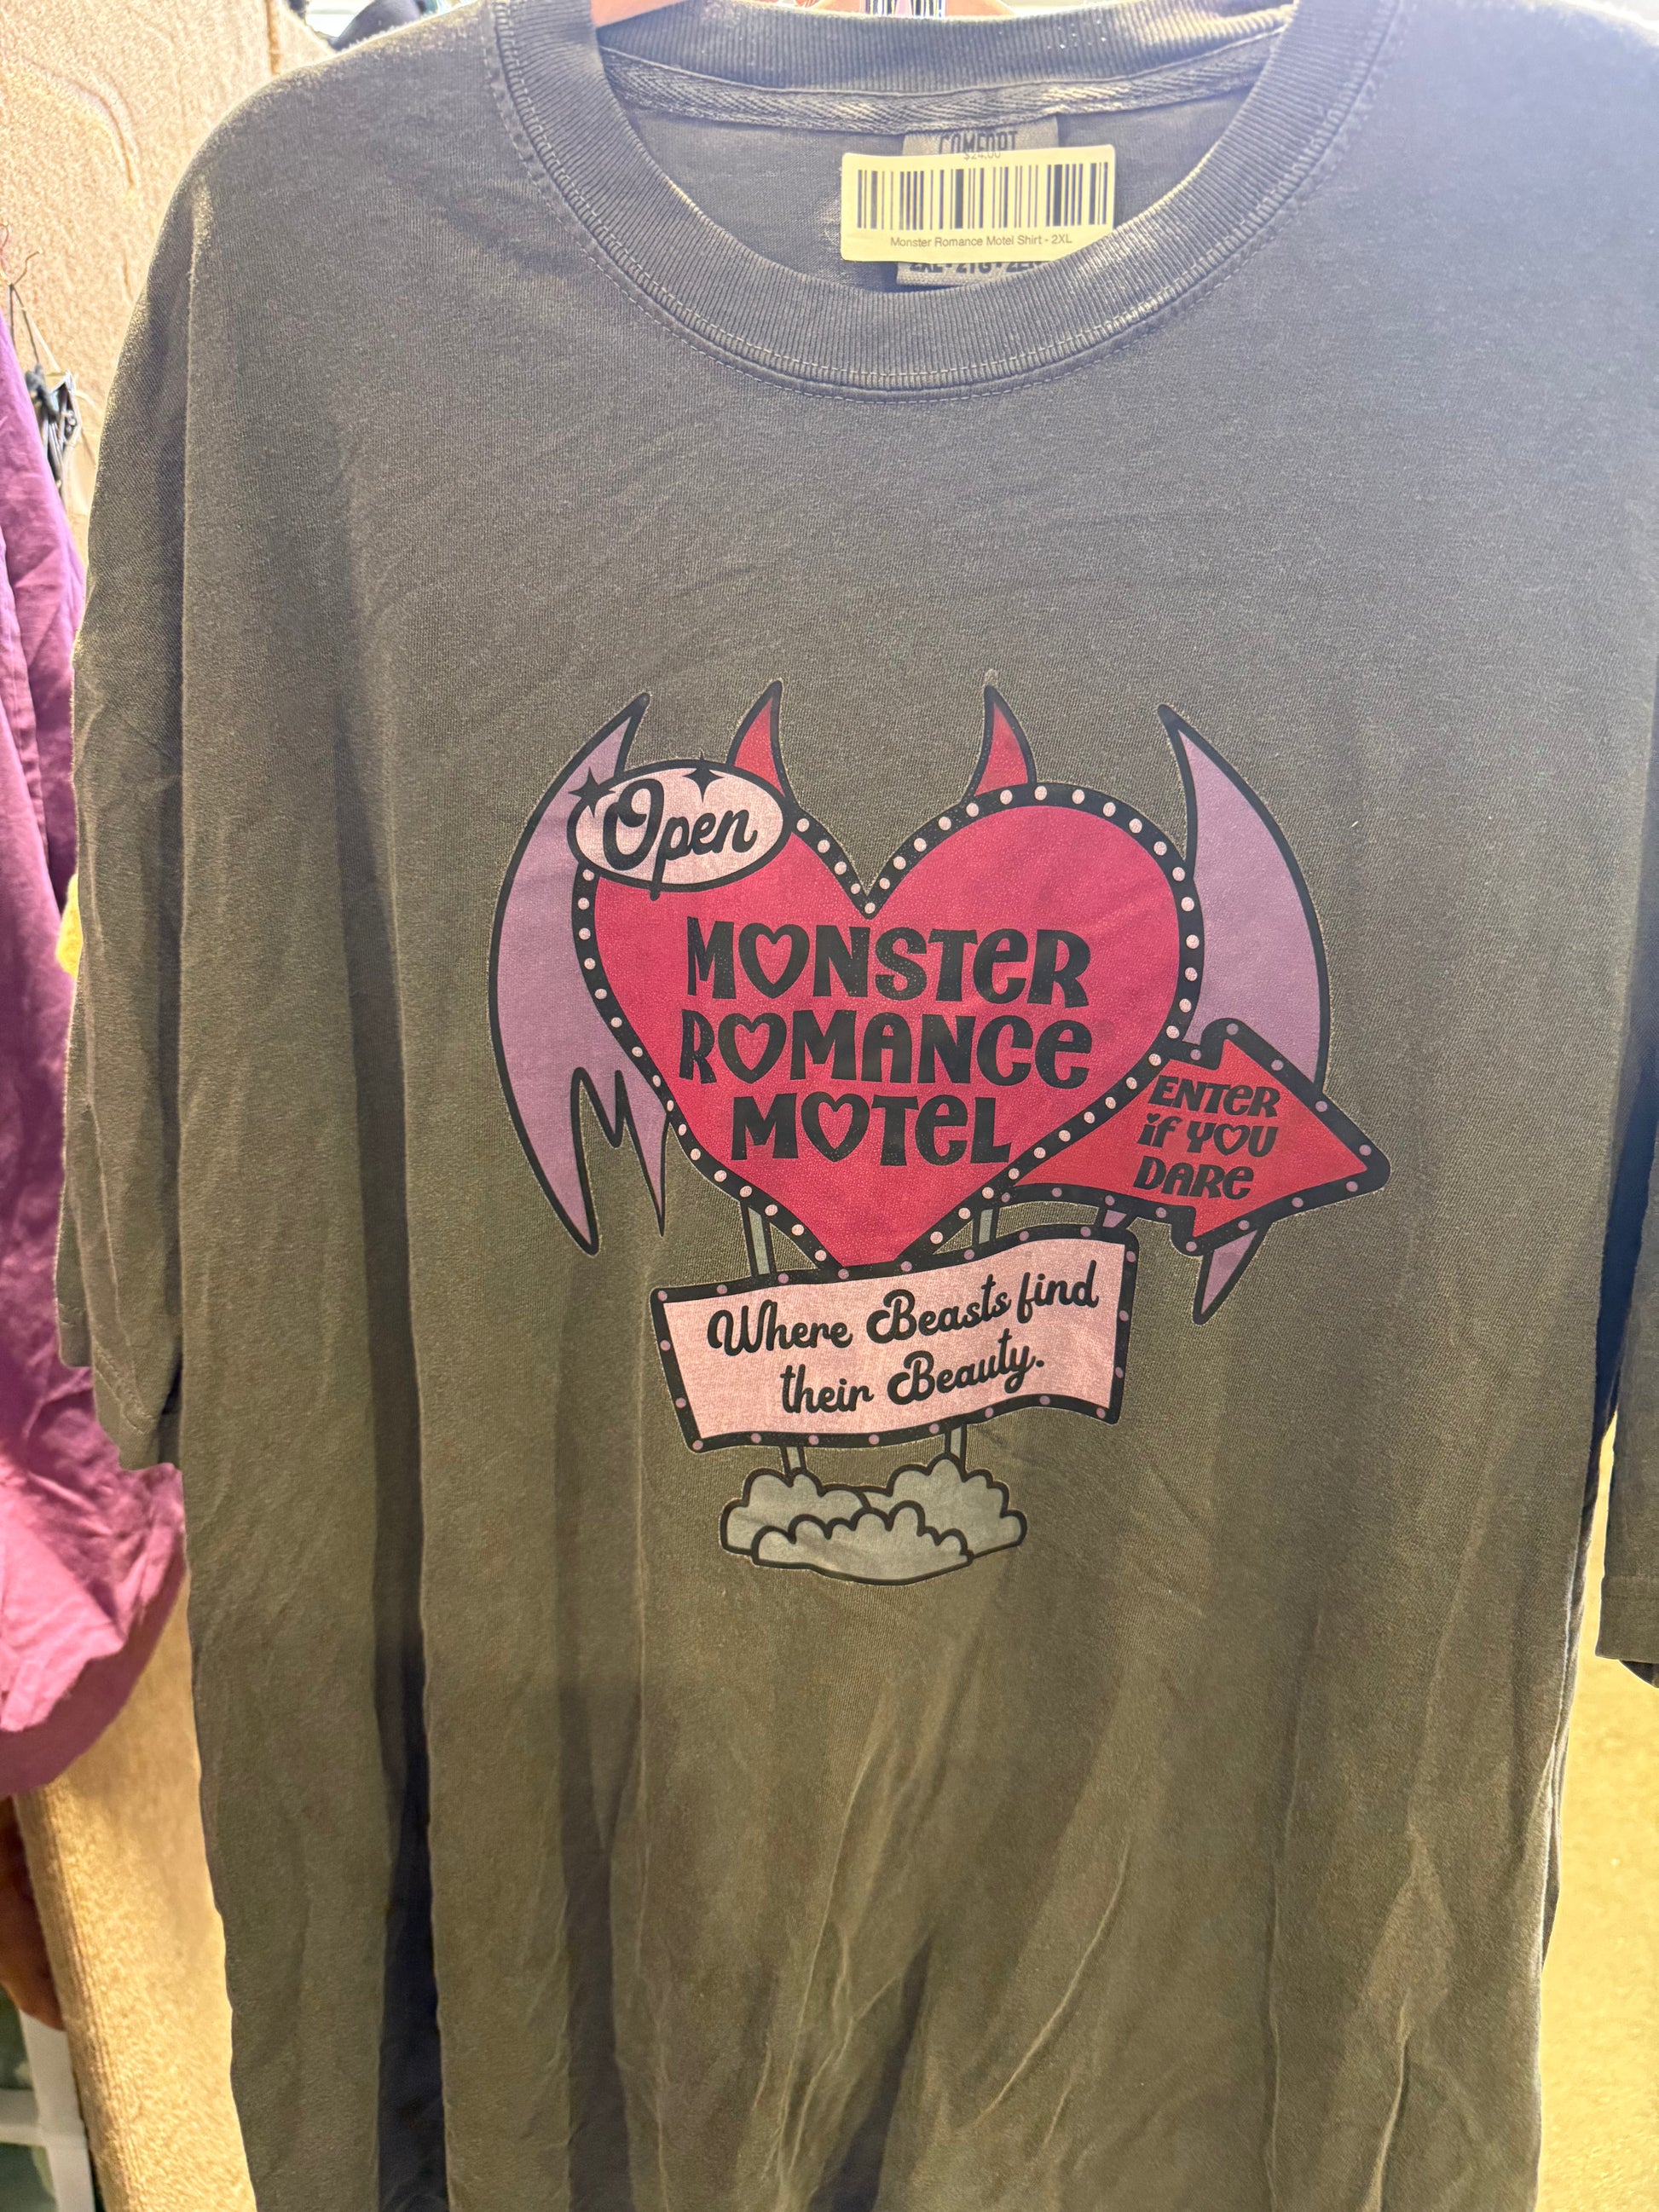 COMFORT
$24.00
Monster Romance Motel Shirt - 2XL
Open
MONSTER
ROMANCE
MOTEL
ENTER
if YOU
DARE
Where Beasts find
their Beauty.